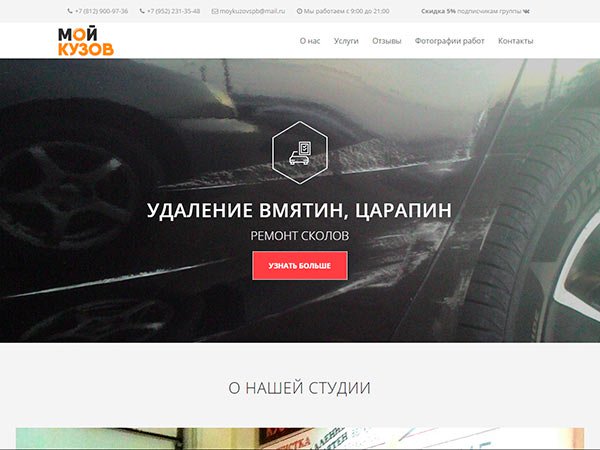 +7 (812) 900-97-36 +7 (952) 231-35-48 moykuzovspb@mail.ru Мы работаем с 9:00 до 21:00 Скидка 5% подписчикам группы
МОЙ
КУЗОВ
О нас Услуги Отзывы Фотографии работ Контакты
УДАЛЕНИЕ ВМЯТИН, ЦАРАПИН
РЕМОНТ СКОЛОВ
УЗНАТЬ БОЛЬШЕ
О НАШЕЙ СТУДИИ